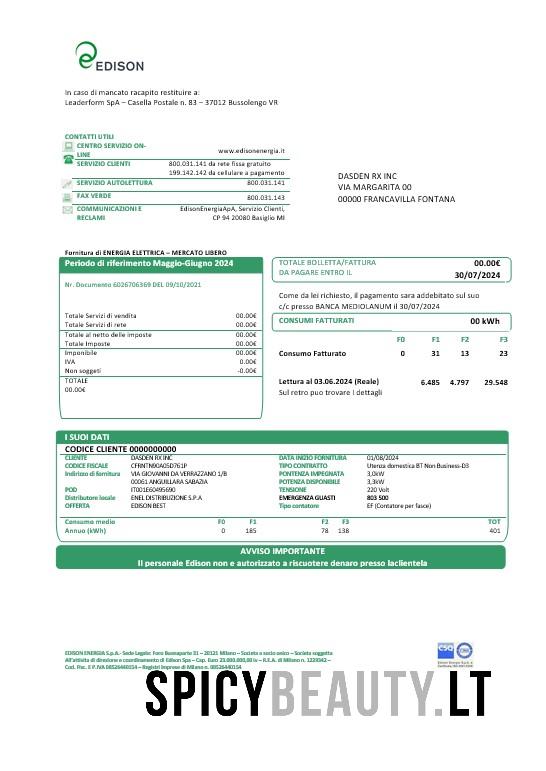 EDISON
In caso di mancato racapito restituire a:
Leaderform SpA – Casella Postale n. 83 – 37012 Bussolengo VR
CONTATTI UTILI
CENTRO SERVIZIO ON-LINE www.edisonenergia.it
SERVIZIO CLIENTI 800.031.141 da rete fissa gratuito
199.142.142 da cellulare a pagamento
SERVIZIO AUTOLETTURA 800.031.141
FAX VERDE 800.031.143
COMMUNICAZIONI E RECLAMI EdisonEnergiaApA, Servizio Clienti,
CP 94 20080 Basiglio MI
DASDEN RX INC
VIA MARGARITA 00
00000 FRANCAVILLA FONTANA
Fornitura di ENERGIA ELETTRICA – MERCATO LIBERO
Periodo di riferimento Maggio-Giugno 2024
Nr. Documento 6026706369 DEL 09/10/2021
Totale Servizi di vendita 00.00€
Totale Servizi di rete 00.00€
Totale al netto delle imposte 00.00€
Totale Imposte 00.00€
Imponibile 00.00€
IVA 0.00€
Non soggeti -0.00€
TOTALE
00.00€
TOTALE BOLLETTA/FATTURA 00.00€
DA PAGARE ENTRO IL 30/07/2024
Come da lei richiesto, il pagamento sara addebitato sul suo
c/c presso BANCA MEDIOLANUM il 30/07/2024
CONSUMI FATTURATI 00 kWh
F0 F1 F2 F3
Consumo Fatturato 0 31 13 23
Lettura al 03.06.2024 (Reale) 6.485 4.797 29.548
Sul retro puo trovare I dettagli
I SUOI DATI
CODICE CLIENTE 0000000000
CLIENTE DASDEN RX INC
CODICE FISCALE CFRNTN90A05D761P
Indirizzo di fornitura VIA GIOVANNI DA VERRAZZANO 1/B
00061 ANGUILLARA SABAZIA
POD IT001E60495690
Distributore locale ENEL DISTRIBUZIONE S.P.A
OFFERTA EDISON BEST
DATA INIZIO FORNITURA 01/08/2024
TIPO CONTRATTO Utenza domestica BT Non Business-D3
PONTENZA IMPEGNATA 3,0kW
POTENZA DISPONIBILE 3,3kW
TENSIONE 220 Volt
EMERGENZA GUASTI 803 500
Tipo contatore EF (Contatore per fasce)
Consumo medio F0 F1 F2 F3 TOT
Annuo (kWh) 0 185 78 138 401
AVVISO IMPORTANTE
Il personale Edison non e autorizzato a riscuotere denaro presso laclientela
EDISON ENERGIA S.p.A.- Sede Legale: Foro Buonaparte 31 – 20121 Milano – Societa a socio unico – Societa soggetta
All'attivita di direzione e coordinamento di Edison Spa – Cap. Euro 23.000.000,00 iv – R.E.A. di Milano n. 1229342 –
Cod. Fisc. E P.IVA 08526440154 – Registri Imprese di Milano n. 08526440154
CSQ
SPICYBEAUTY.LT